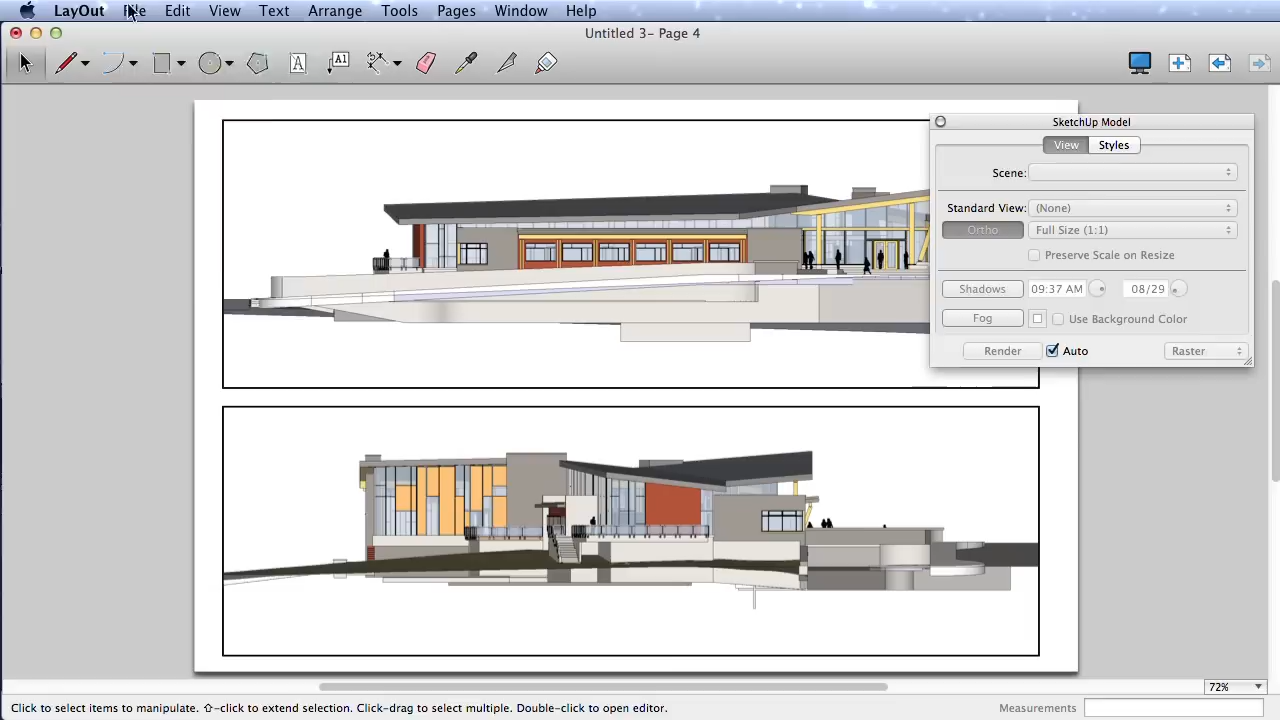 LayOut File Edit View Text Arrange Tools Pages Window Help
Untitled 3- Page 4
A A1
SketchUp Model
View Styles
Scene:
Standard View: (None)
Ortho Full Size (1:1)
Preserve Scale on Resize
Shadows 09:37 AM 08/29
Fog Use Background Color
Render Auto Raster
72%
Click to select items to manipulate. ⇧-click to extend selection. Click-drag to select multiple. Double-click to open editor. Measurements